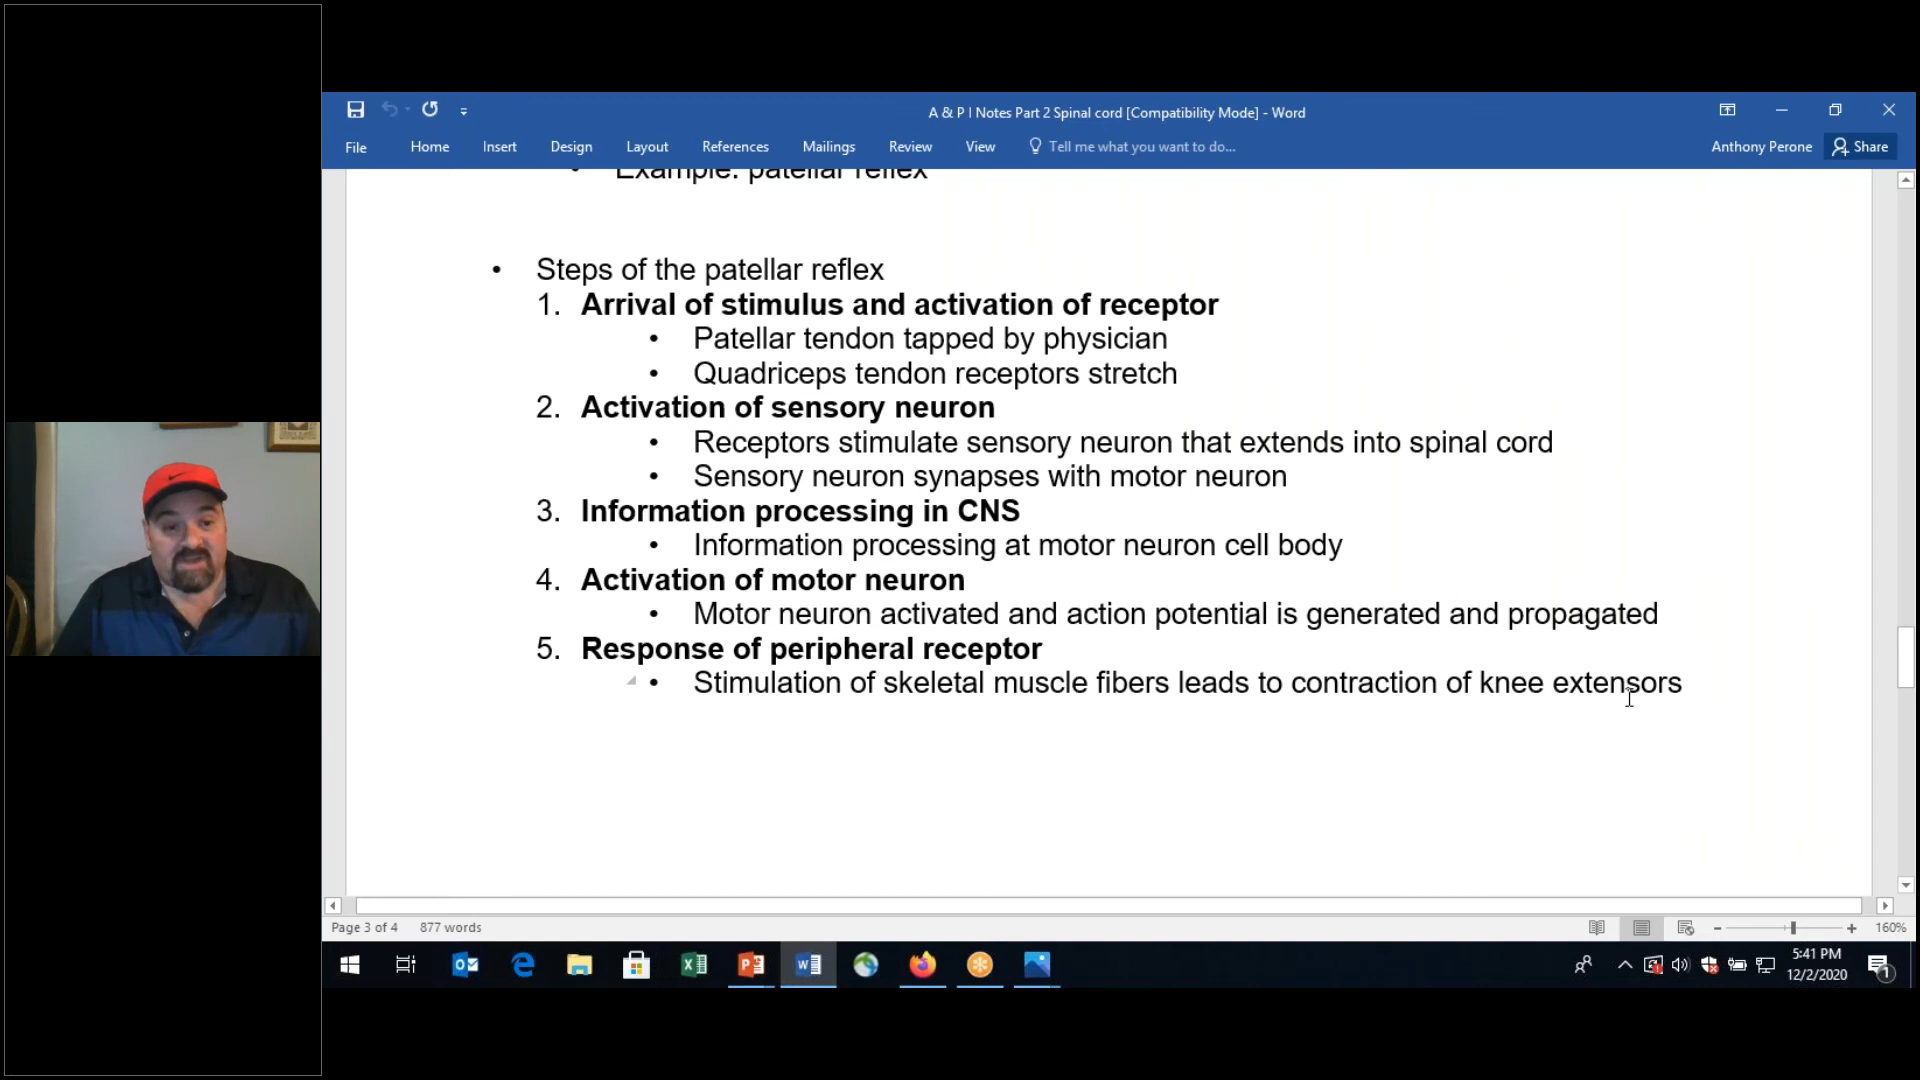 A & P I Notes Part 2 Spinal cord [Compatibility Mode] - Word
File Home Insert Design Layout References Mailings Review View Tell me what you want to do... Anthony Perone Share
• Example: patellar reflex
• Steps of the patellar reflex
1. Arrival of stimulus and activation of receptor
• Patellar tendon tapped by physician
• Quadriceps tendon receptors stretch
2. Activation of sensory neuron
• Receptors stimulate sensory neuron that extends into spinal cord
• Sensory neuron synapses with motor neuron
3. Information processing in CNS
• Information processing at motor neuron cell body
4. Activation of motor neuron
• Motor neuron activated and action potential is generated and propagated
5. Response of peripheral receptor
• Stimulation of skeletal muscle fibers leads to contraction of knee extensors
Page 3 of 4 877 words 160%
5:41 PM
12/2/2020
1